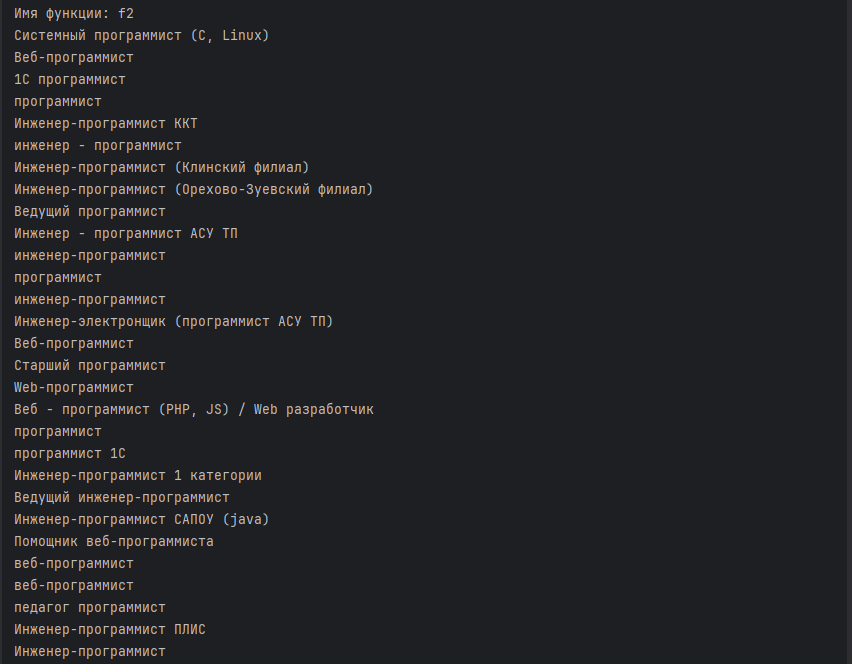 Имя функции: f2
Системный программист (C, Linux)
Веб-программист
1С программист
программист
Инженер-программист ККТ
инженер - программист
Инженер-программист (Клинский филиал)
Инженер-программист (Орехово-Зуевский филиал)
Ведущий программист
Инженер - программист АСУ ТП
инженер-программист
программист
инженер-программист
Инженер-электронщик (программист АСУ ТП)
Веб-программист
Старший программист
Web-программист
Веб - программист (PHP, JS) / Web разработчик
программист
программист 1С
Инженер-программист 1 категории
Ведущий инженер-программист
Инженер-программист САПОУ (java)
Помощник веб-программиста
веб-программист
веб-программист
педагог программист
Инженер-программист ПЛИС
Инженер-программист